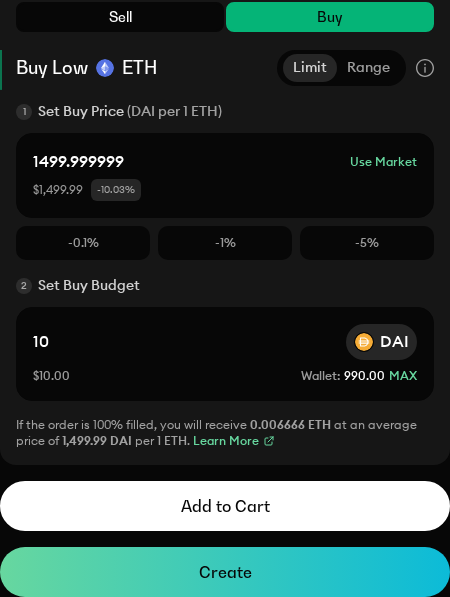 Sell Buy
Buy Low ETH Limit Range
1 Set Buy Price (DAI per 1 ETH)
1499.999999 Use Market
$1,499.99 -10.03%
-0.1% -1% -5%
2 Set Buy Budget
10 DAI
$10.00 Wallet: 990.00 MAX
If the order is 100% filled, you will receive 0.006666 ETH at an average
price of 1,499.99 DAI per 1 ETH. Learn More
Add to Cart
Create